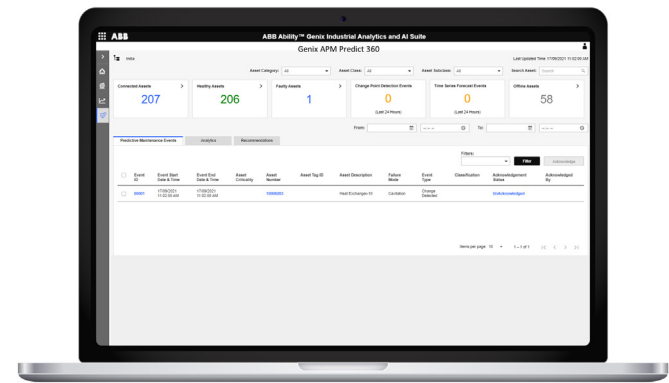 ABB
ABB Ability™ Genix Industrial Analytics and AI Suite
Genix APM Predict 360
India
Last Updated Time 17/09/2021 11:02:00 AM
Asset Category: All
Asset Class: All
Asset Subclass: All
Search Asset: Search
Connected Assets
207
Healthy Assets
206
Faulty Assets
1
Change Point Detection Events
0
(Last 24 Hours)
Time Series Forecast Events
0
(Last 24 Hours)
Offline Assets
58
From:
To:
Predictive Maintenance Events
Analytics
Recommendations
Filters:
Filter
Acknowledge
Event ID
Event Start Date & Time
Event End Date & Time
Asset Criticality
Asset Number
Asset Tag ID
Asset Description
Failure Mode
Event Type
Classification
Acknowledgement Status
Acknowledged By
00001
17/09/2021 11:02:00 AM
17/09/2021 11:02:00 AM
10000203
Heat Exchanger-10
Cavitation
Change Detected
UnAcknowledged
Items per page: 10
1 – 1 of 1